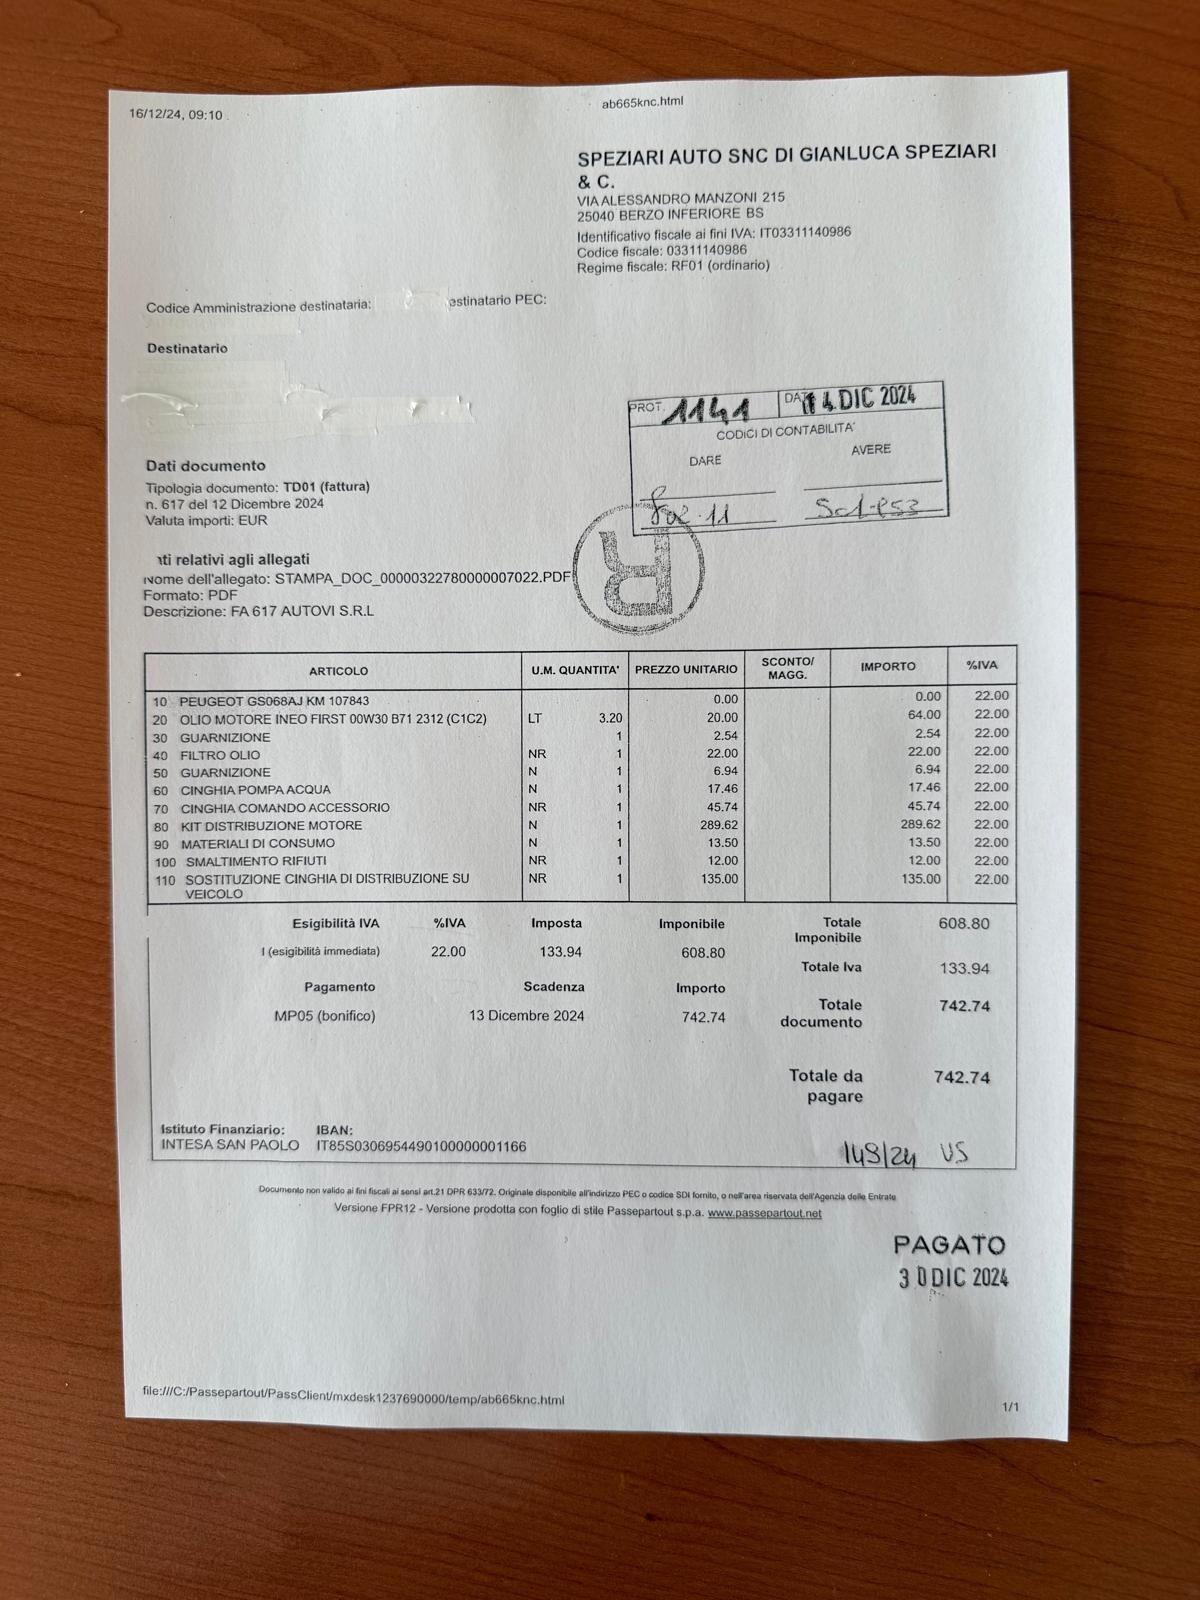 16/12/24, 09:10
ab665knc.html
SPEZIARI AUTO SNC DI GIANLUCA SPEZIARI
& C.
VIA ALESSANDRO MANZONI 215
25040 BERZO INFERIORE BS
Identificativo fiscale ai fini IVA: IT03311140986
Codice fiscale: 03311140986
Regime fiscale: RF01 (ordinario)
Codice Amministrazione destinataria: estinatario PEC:
Destinatario
PROT. 1141 DA 14 DIC 2024
CODICI DI CONTABILITA'
DARE AVERE
Dati documento
Tipologia documento: TD01 (fattura)
n. 617 del 12 Dicembre 2024
Valuta importi: EUR
ati relativi agli allegati
Nome dell'allegato: STAMPA_DOC_00000322780000007022.PDF
Formato: PDF
Descrizione: FA 617 AUTOVI S.R.L
R
ARTICOLO U.M. QUANTITA' PREZZO UNITARIO SCONTO/ MAGG. IMPORTO %IVA
10 PEUGEOT GS068AJ KM 107843 0.00 0.00 22.00
20 OLIO MOTORE INEO FIRST 00W30 B71 2312 (C1C2) LT 3.20 20.00 64.00 22.00
30 GUARNIZIONE 1 2.54 2.54 22.00
40 FILTRO OLIO NR 1 22.00 22.00 22.00
50 GUARNIZIONE N 1 6.94 6.94 22.00
60 CINGHIA POMPA ACQUA N 1 17.46 17.46 22.00
70 CINGHIA COMANDO ACCESSORIO NR 1 45.74 45.74 22.00
80 KIT DISTRIBUZIONE MOTORE N 1 289.62 289.62 22.00
90 MATERIALI DI CONSUMO N 1 13.50 13.50 22.00
100 SMALTIMENTO RIFIUTI NR 1 12.00 12.00 22.00
110 SOSTITUZIONE CINGHIA DI DISTRIBUZIONE SU NR 1 135.00 135.00 22.00
VEICOLO
Esigibilità IVA %IVA Imposta Imponibile Totale Imponibile 608.80
I (esigibilità immediata) 22.00 133.94 608.80
Totale Iva 133.94
Pagamento Scadenza Importo
MP05 (bonifico) 13 Dicembre 2024 742.74
Totale documento 742.74
Totale da pagare 742.74
Istituto Finanziario: IBAN:
INTESA SAN PAOLO IT85S0306954490100000001166
148/24 VS
Documento non valido ai fini fiscali ai sensi art.21 DPR 633/72. Originale disponibile all'indirizzo PEC o codice SDI fornito, o nell'area riservata dell'Agenzia delle Entrate
Versione FPR12 - Versione prodotta con foglio di stile Passepartout s.p.a. www.passepartout.net
PAGATO
30 DIC 2024
file:///C:/Passepartout/PassClient/mxdesk1237690000/temp/ab665knc.html
1/1